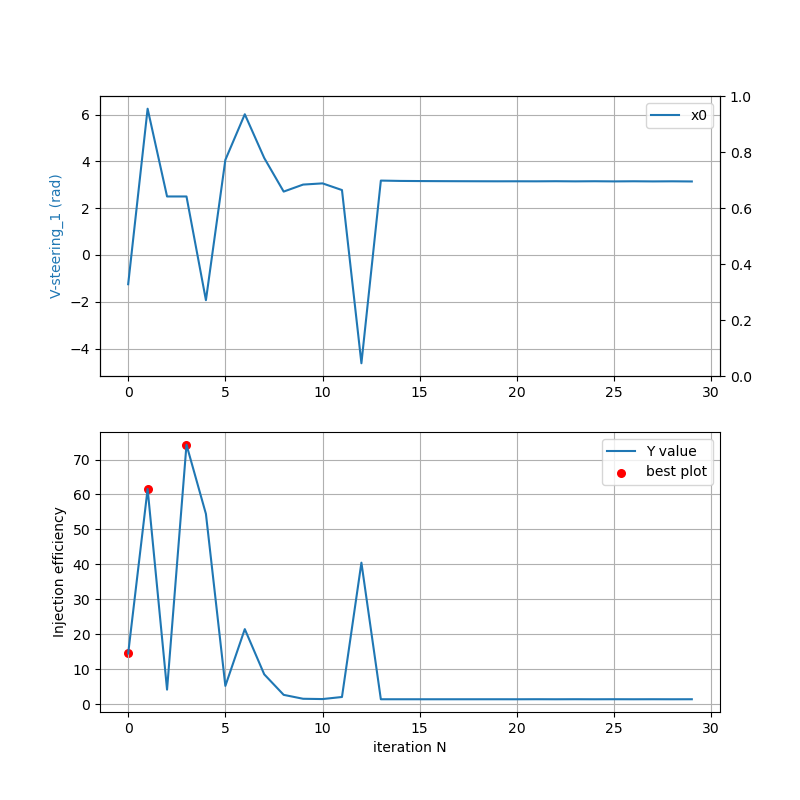 6
4
2
0
−2
−4
V-steering_1 (rad)
x0
1.0
0.8
0.6
0.4
0.2
0.0
0 5 10 15 20 25 30
70
60
50
40
30
20
10
0
Injection efficiency
Y value
best plot
0 5 10 15 20 25 30
iteration N